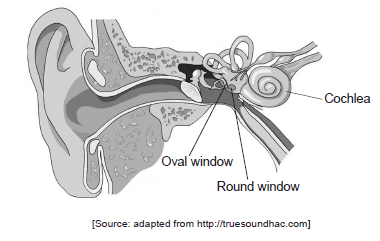 Cochlea
Oval window
Round window
[Source: adapted from http://truesoundhac.com]